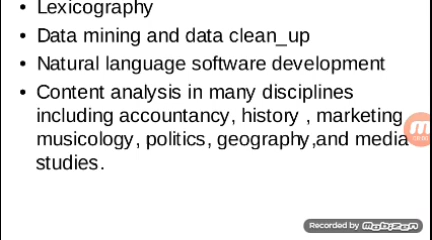 • Lexicography
• Data mining and data clean_up
• Natural language software development
• Content analysis in many disciplines
including accountancy, history , marketing
musicology, politics, geography,and media
studies.
Recorded by mobizen